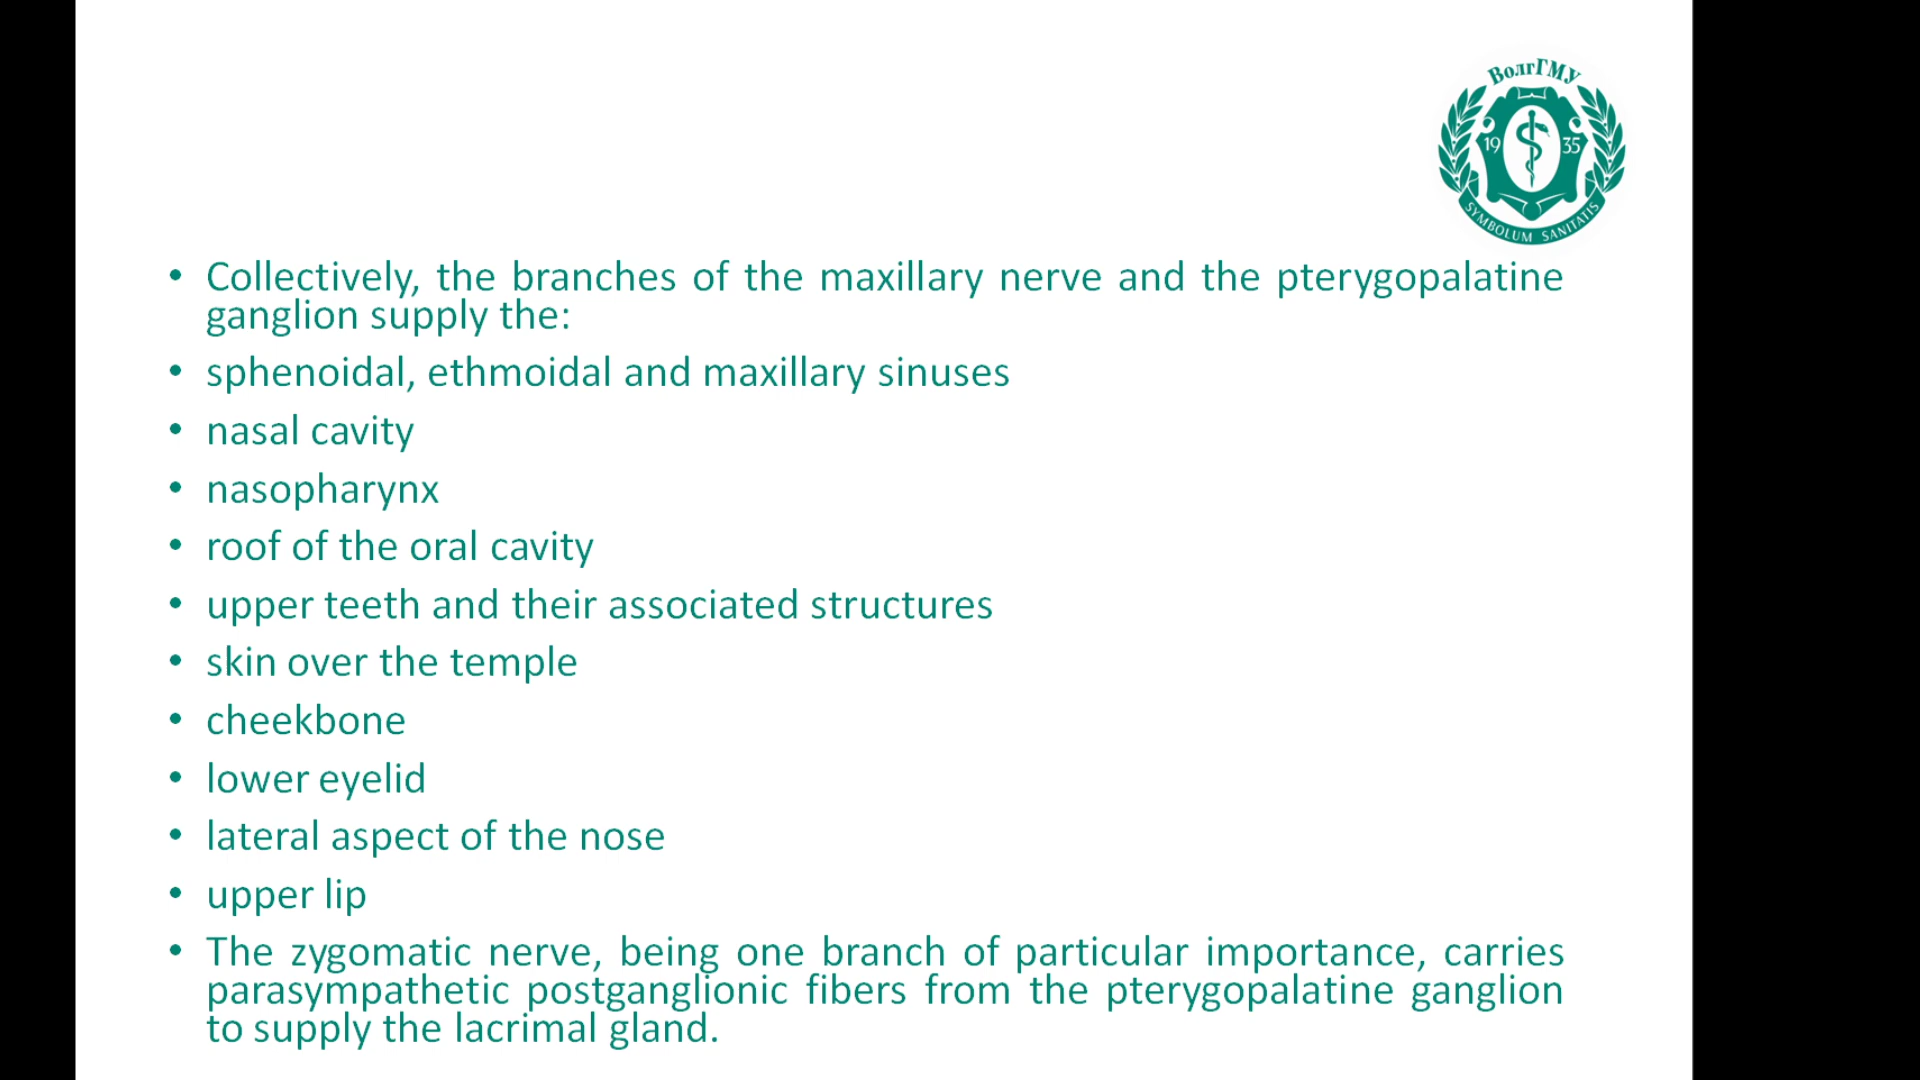 ВолгГМУ
19 35
SYMBOLUM SANITATIS
• Collectively, the branches of the maxillary nerve and the pterygopalatine
ganglion supply the:
• sphenoidal, ethmoidal and maxillary sinuses
• nasal cavity
• nasopharynx
• roof of the oral cavity
• upper teeth and their associated structures
• skin over the temple
• cheekbone
• lower eyelid
• lateral aspect of the nose
• upper lip
• The zygomatic nerve, being one branch of particular importance, carries
parasympathetic postganglionic fibers from the pterygopalatine ganglion
to supply the lacrimal gland.